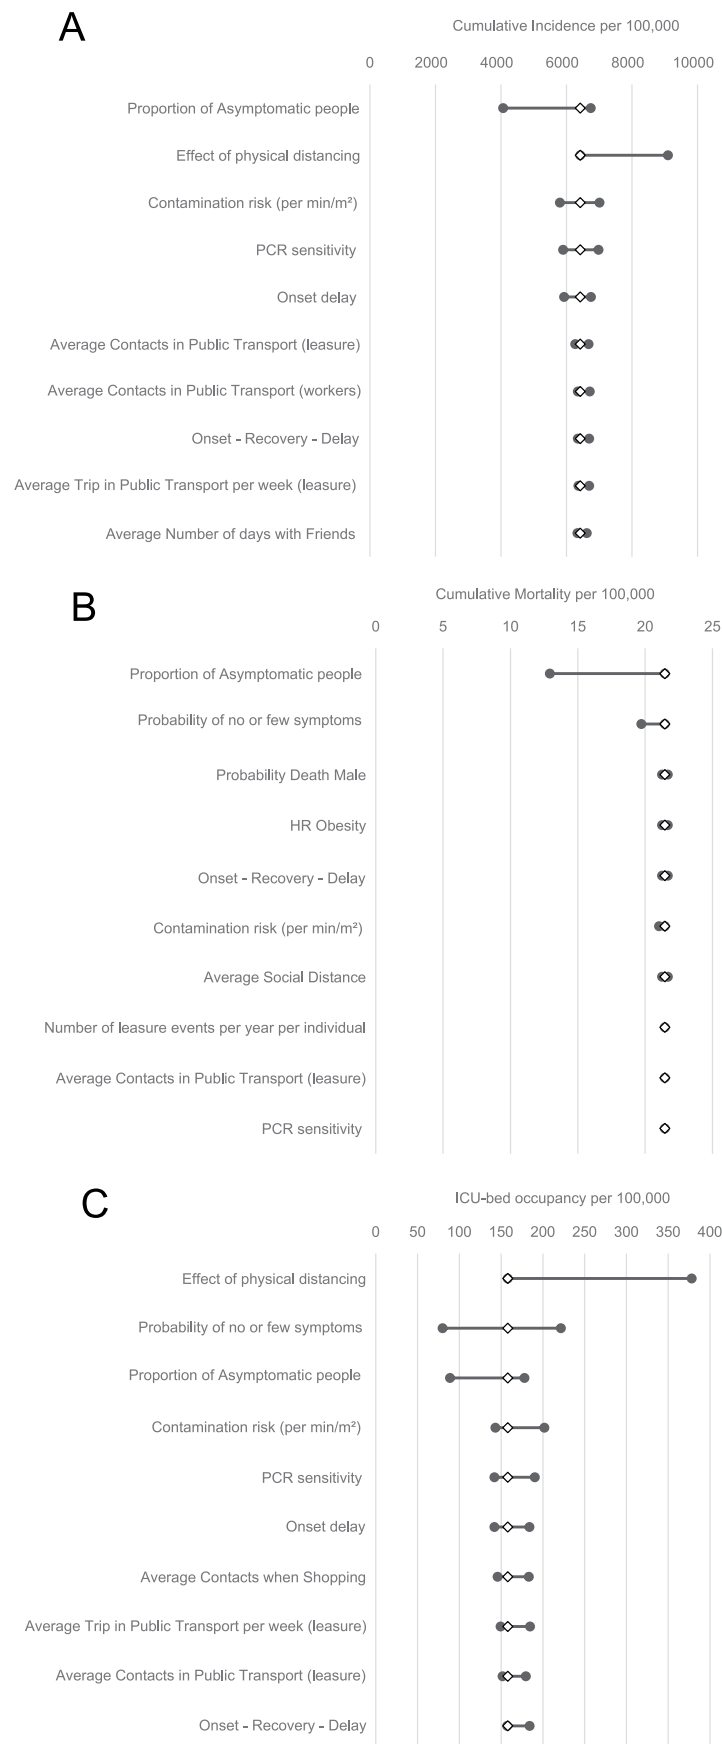 A
Cumulative Incidence per 100,000
0 2000 4000 6000 8000 10000
Proportion of Asymptomatic people
Effect of physical distancing
Contamination risk (per min/m²)
PCR sensitivity
Onset delay
Average Contacts in Public Transport (leasure)
Average Contacts in Public Transport (workers)
Onset - Recovery - Delay
Average Trip in Public Transport per week (leasure)
Average Number of days with Friends
B
Cumulative Mortality per 100,000
0 5 10 15 20 25
Proportion of Asymptomatic people
Probability of no or few symptoms
Probability Death Male
HR Obesity
Onset - Recovery - Delay
Contamination risk (per min/m²)
Average Social Distance
Number of leasure events per year per individual
Average Contacts in Public Transport (leasure)
PCR sensitivity
C
ICU-bed occupancy per 100,000
0 50 100 150 200 250 300 350 400
Effect of physical distancing
Probability of no or few symptoms
Proportion of Asymptomatic people
Contamination risk (per min/m²)
PCR sensitivity
Onset delay
Average Contacts when Shopping
Average Trip in Public Transport per week (leasure)
Average Contacts in Public Transport (leasure)
Onset - Recovery - Delay